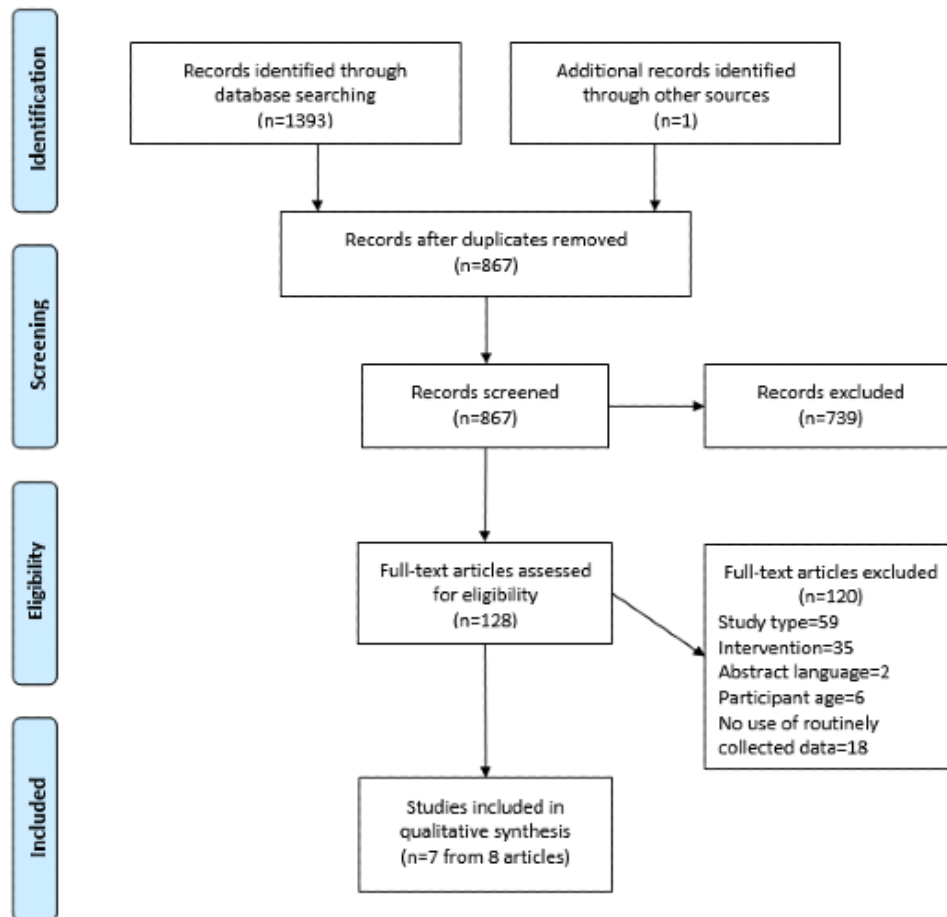 Identification
Records identified through
database searching
(n=1393)
Additional records identified
through other sources
(n=1)
Records after duplicates removed
(n=867)
Screening
Records screened
(n=867)
Records excluded
(n=739)
Eligibility
Full-text articles assessed
for eligibility
(n=128)
Full-text articles excluded
(n=120)
Study type=59
Intervention=35
Abstract language=2
Participant age=6
No use of routinely
collected data=18
Included
Studies included in
qualitative synthesis
(n=7 from 8 articles)